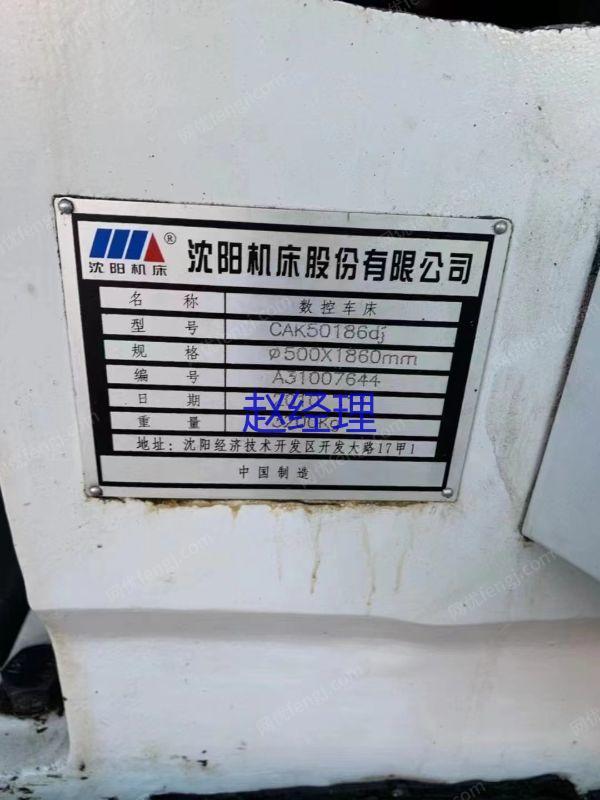 沈阳机床® 沈阳机床股份有限公司
名称 数控车床
型号 CAK50186dj
规格 φ500X1860mm
编号 A31007644
日期
赵经理
重量
地址: 沈阳经济技术开发区开发大路17甲1
中国制造